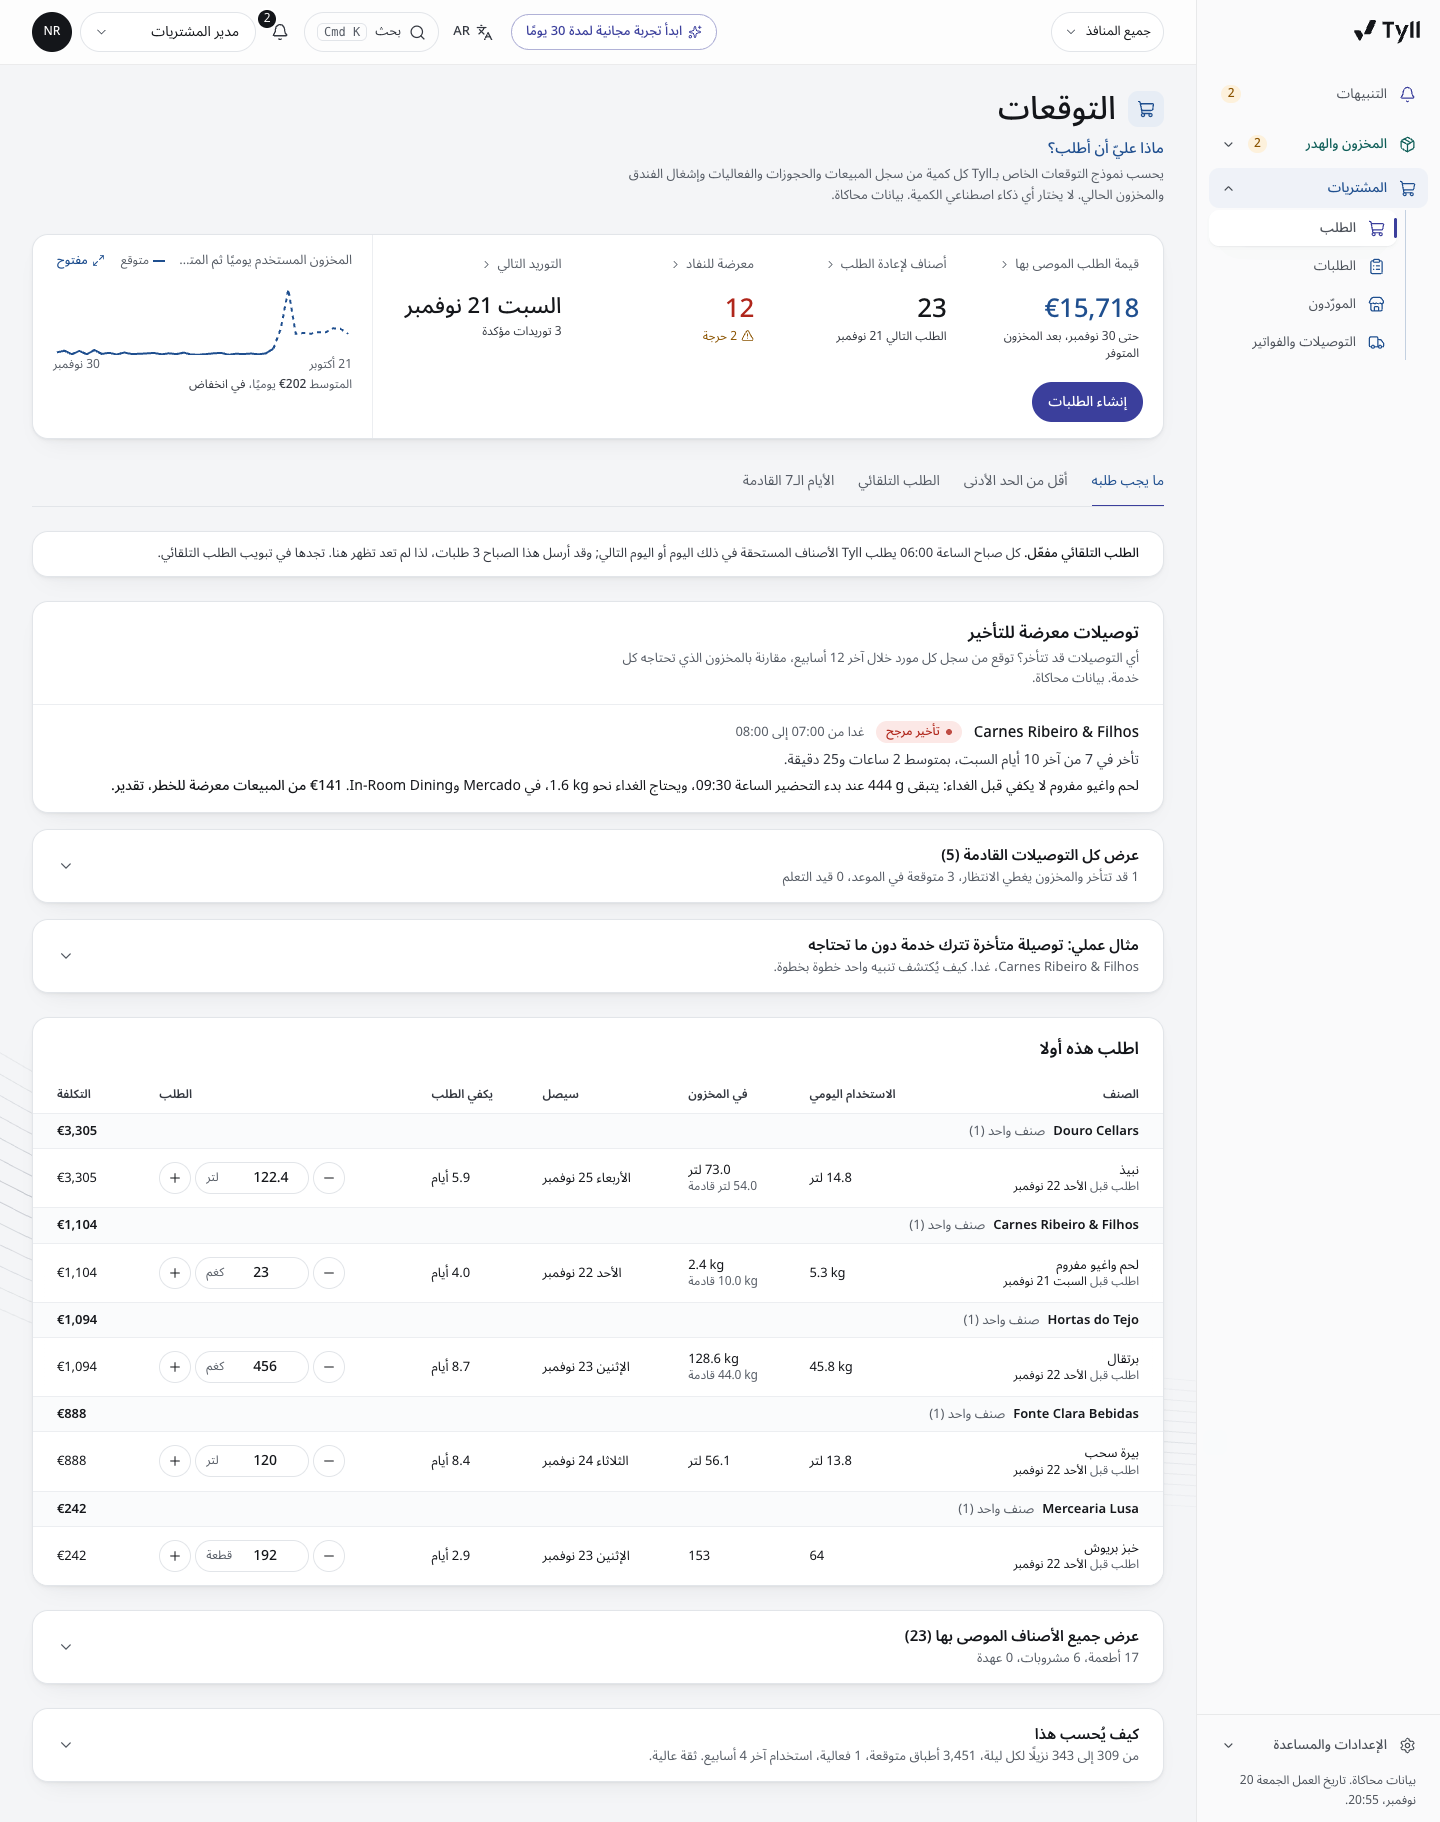 Tyll
التنبيهات
2
المخزون والهدر
2
المشتريات
الطلب
الطلبات
المورّدون
التوصيلات والفواتير
الإعدادات والمساعدة
بيانات محاكاة. تاريخ العمل الجمعة 20
نوفمبر، 20:55.
جميع المنافذ
ابدأ تجربة مجانية لمدة 30 يومًا
AR
بحث
Cmd K
2
مدير المشتريات
NR
التوقعات
ماذا عليّ أن أطلب؟
يحسب نموذج التوقعات الخاص بـTyll كل كمية من سجل المبيعات والحجوزات والفعاليات وإشغال الفندق
والمخزون الحالي. لا يختار أي ذكاء اصطناعي الكمية. بيانات محاكاة.
قيمة الطلب الموصى بها
€15,718
حتى 30 نوفمبر، بعد المخزون
المتوفر
أصناف لإعادة الطلب
23
الطلب التالي 21 نوفمبر
معرضة للنفاد
12
2 حرجة
التوريد التالي
السبت 21 نوفمبر
3 توريدات مؤكدة
إنشاء الطلبات
المخزون المستخدم يوميًا ثم المت...
متوقع
مفتوح
21 أكتوبر
30 نوفمبر
المتوسط €202 يوميًا، في انخفاض
ما يجب طلبه
أقل من الحد الأدنى
الطلب التلقائي
الأيام الـ7 القادمة
الطلب التلقائي مفعّل. كل صباح الساعة 06:00 يطلب Tyll الأصناف المستحقة في ذلك اليوم أو اليوم التالي؛ وقد أرسل هذا الصباح 3 طلبات، لذا لم تعد تظهر هنا. تجدها في تبويب الطلب التلقائي.
توصيلات معرضة للتأخير
أي التوصيلات قد تتأخر؟ توقع من سجل كل مورد خلال آخر 12 أسابيع، مقارنة بالمخزون الذي تحتاجه كل
خدمة. بيانات محاكاة.
Carnes Ribeiro & Filhos
تأخير مرجح
غدا من 07:00 إلى 08:00
تأخر في 7 من آخر 10 أيام السبت، بمتوسط 2 ساعات و25 دقيقة.
لحم واغيو مفروم لا يكفي قبل الغداء: يتبقى 444 g عند بدء التحضير الساعة 09:30، ويحتاج الغداء نحو 1.6 kg، في Mercado وIn-Room Dining. €141 من المبيعات معرضة للخطر، تقدير.
عرض كل التوصيلات القادمة (5)
1 قد تتأخر والمخزون يغطي الانتظار، 3 متوقعة في الموعد، 0 قيد التعلم
مثال عملي: توصيلة متأخرة تترك خدمة دون ما تحتاجه
Carnes Ribeiro & Filhos، غدا. كيف يُكتشف تنبيه واحد خطوة بخطوة.
اطلب هذه أولا
الصنف
الاستخدام اليومي
في المخزون
سيصل
يكفي الطلب
الطلب
التكلفة
Douro Cellars
صنف واحد (1)
€3,305
نبيذ
اطلب قبل الأحد 22 نوفمبر
14.8 لتر
73.0 لتر
54.0 لتر قادمة
الأربعاء 25 نوفمبر
5.9 أيام
122.4
لتر
€3,305
Carnes Ribeiro & Filhos
صنف واحد (1)
€1,104
لحم واغيو مفروم
اطلب قبل السبت 21 نوفمبر
5.3 kg
2.4 kg
10.0 kg قادمة
الأحد 22 نوفمبر
4.0 أيام
23
كغم
€1,104
Hortas do Tejo
صنف واحد (1)
€1,094
برتقال
اطلب قبل الأحد 22 نوفمبر
45.8 kg
128.6 kg
44.0 kg قادمة
الإثنين 23 نوفمبر
8.7 أيام
456
كغم
€1,094
Fonte Clara Bebidas
صنف واحد (1)
€888
بيرة سحب
اطلب قبل الأحد 22 نوفمبر
13.8 لتر
56.1 لتر
الثلاثاء 24 نوفمبر
8.4 أيام
120
لتر
€888
Mercearia Lusa
صنف واحد (1)
€242
خبز بريوش
اطلب قبل الأحد 22 نوفمبر
64
153
الإثنين 23 نوفمبر
2.9 أيام
192
قطعة
€242
عرض جميع الأصناف الموصى بها (23)
17 أطعمة، 6 مشروبات، 0 عهدة
كيف يُحسب هذا
من 309 إلى 343 نزيلًا لكل ليلة، 3,451 أطباق متوقعة، 1 فعالية، استخدام آخر 4 أسابيع. ثقة عالية.